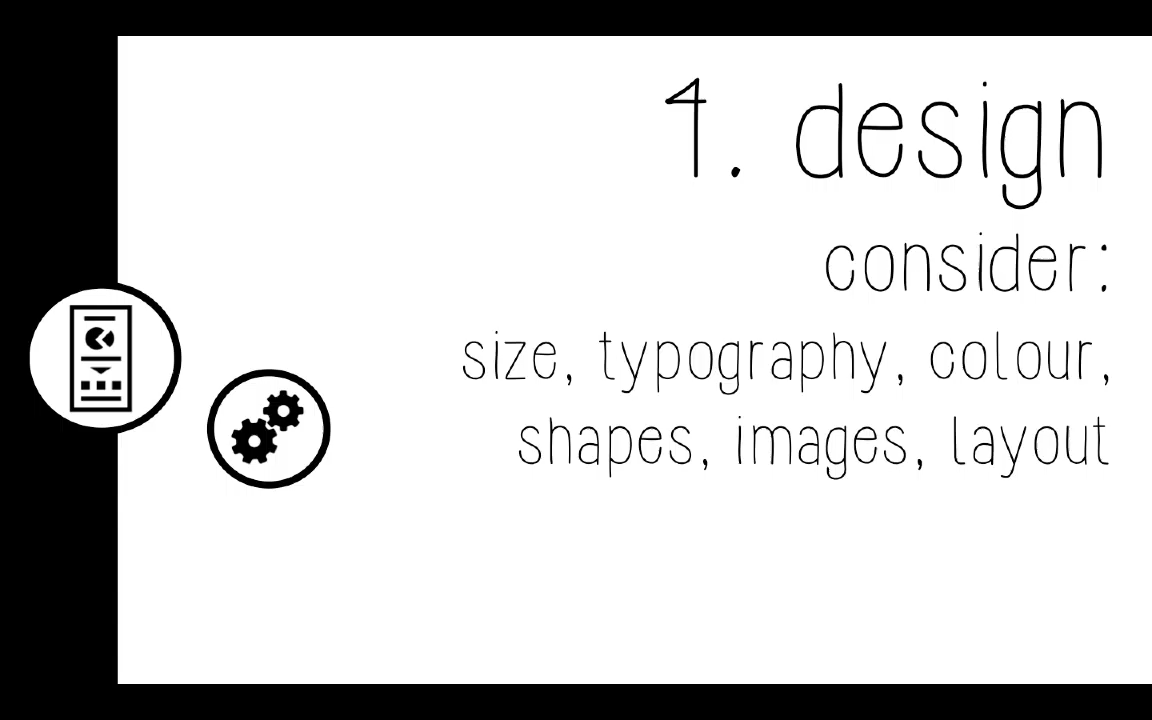 4. design
consider:
size, typography, colour,
shapes, images, layout